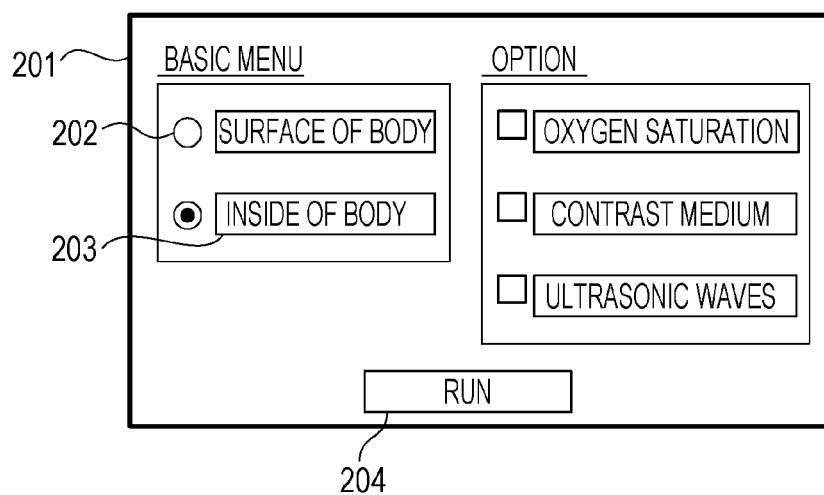 201
BASIC MENU
OPTION
202
SURFACE OF BODY
OXYGEN SATURATION
203
INSIDE OF BODY
CONTRAST MEDIUM
ULTRASONIC WAVES
RUN
204